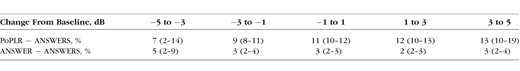 Change From Baseline, dB −5 to −3 −3 to −1 −1 to 1 1 to 3 3 to 5
PoPLR − ANSWERS, % 7 (2–14) 9 (8–11) 11 (10–12) 12 (10–13) 13 (10–19)
ANSWER − ANSWERS, % 5 (2–9) 3 (2–4) 3 (2–3) 2 (2–3) 3 (2–4)